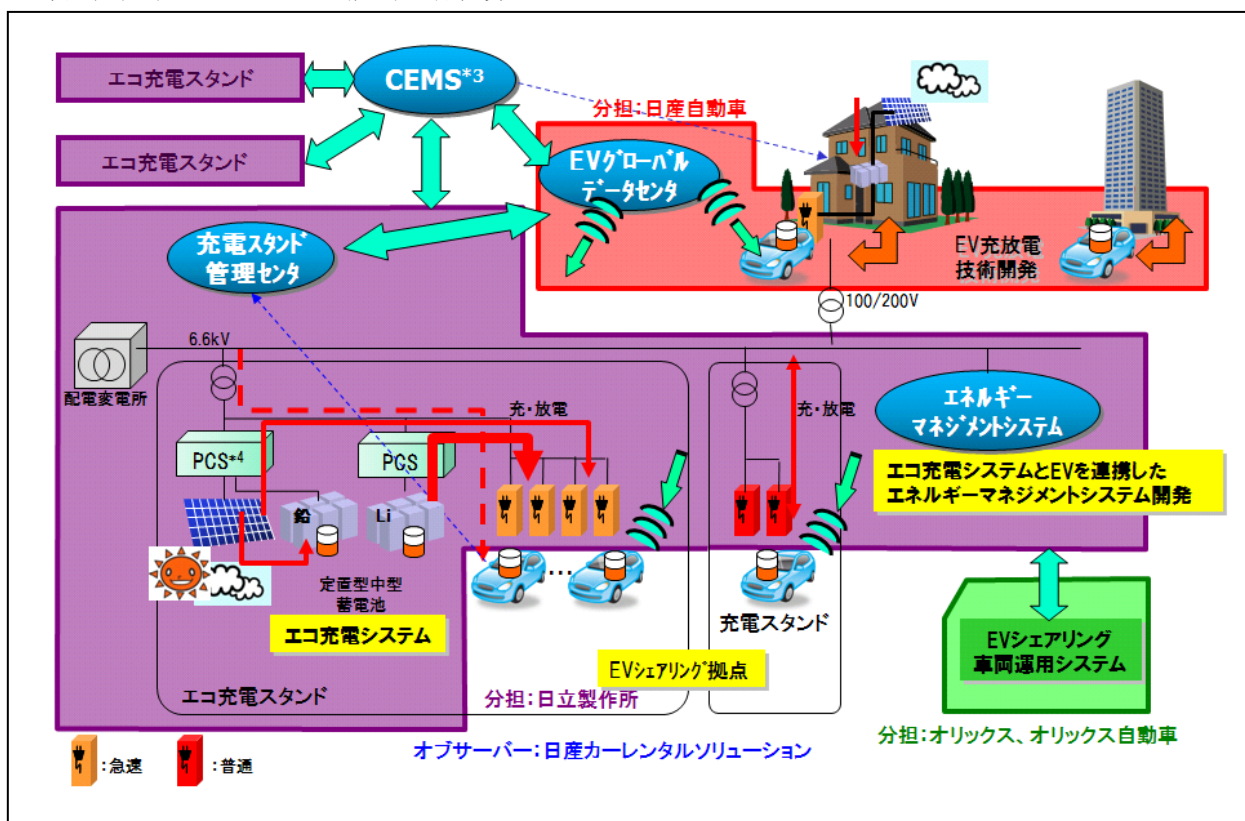 エコ充電スタンド
CEMS*3
分担：日産自動車
エコ充電スタンド
EVグローバル
データセンタ
充電スタンド
管理センタ
EV充放電
技術開発
100/200V
6.6kV
配電変電所
充・放電
充・放電
エネルギー
マネジメントシステム
PCS*4
PCS
エコ充電システムとEVを連携した
エネルギーマネジメントシステム開発
鉛
Li
定置型中型
蓄電池
…
充電スタンド
エコ充電システム
EVシェアリング拠点
EVシェアリング
車両運用システム
エコ充電スタンド
分担：日立製作所
分担：オリックス、オリックス自動車
オブサーバー：日産カーレンタルソリューション
：急速
：普通